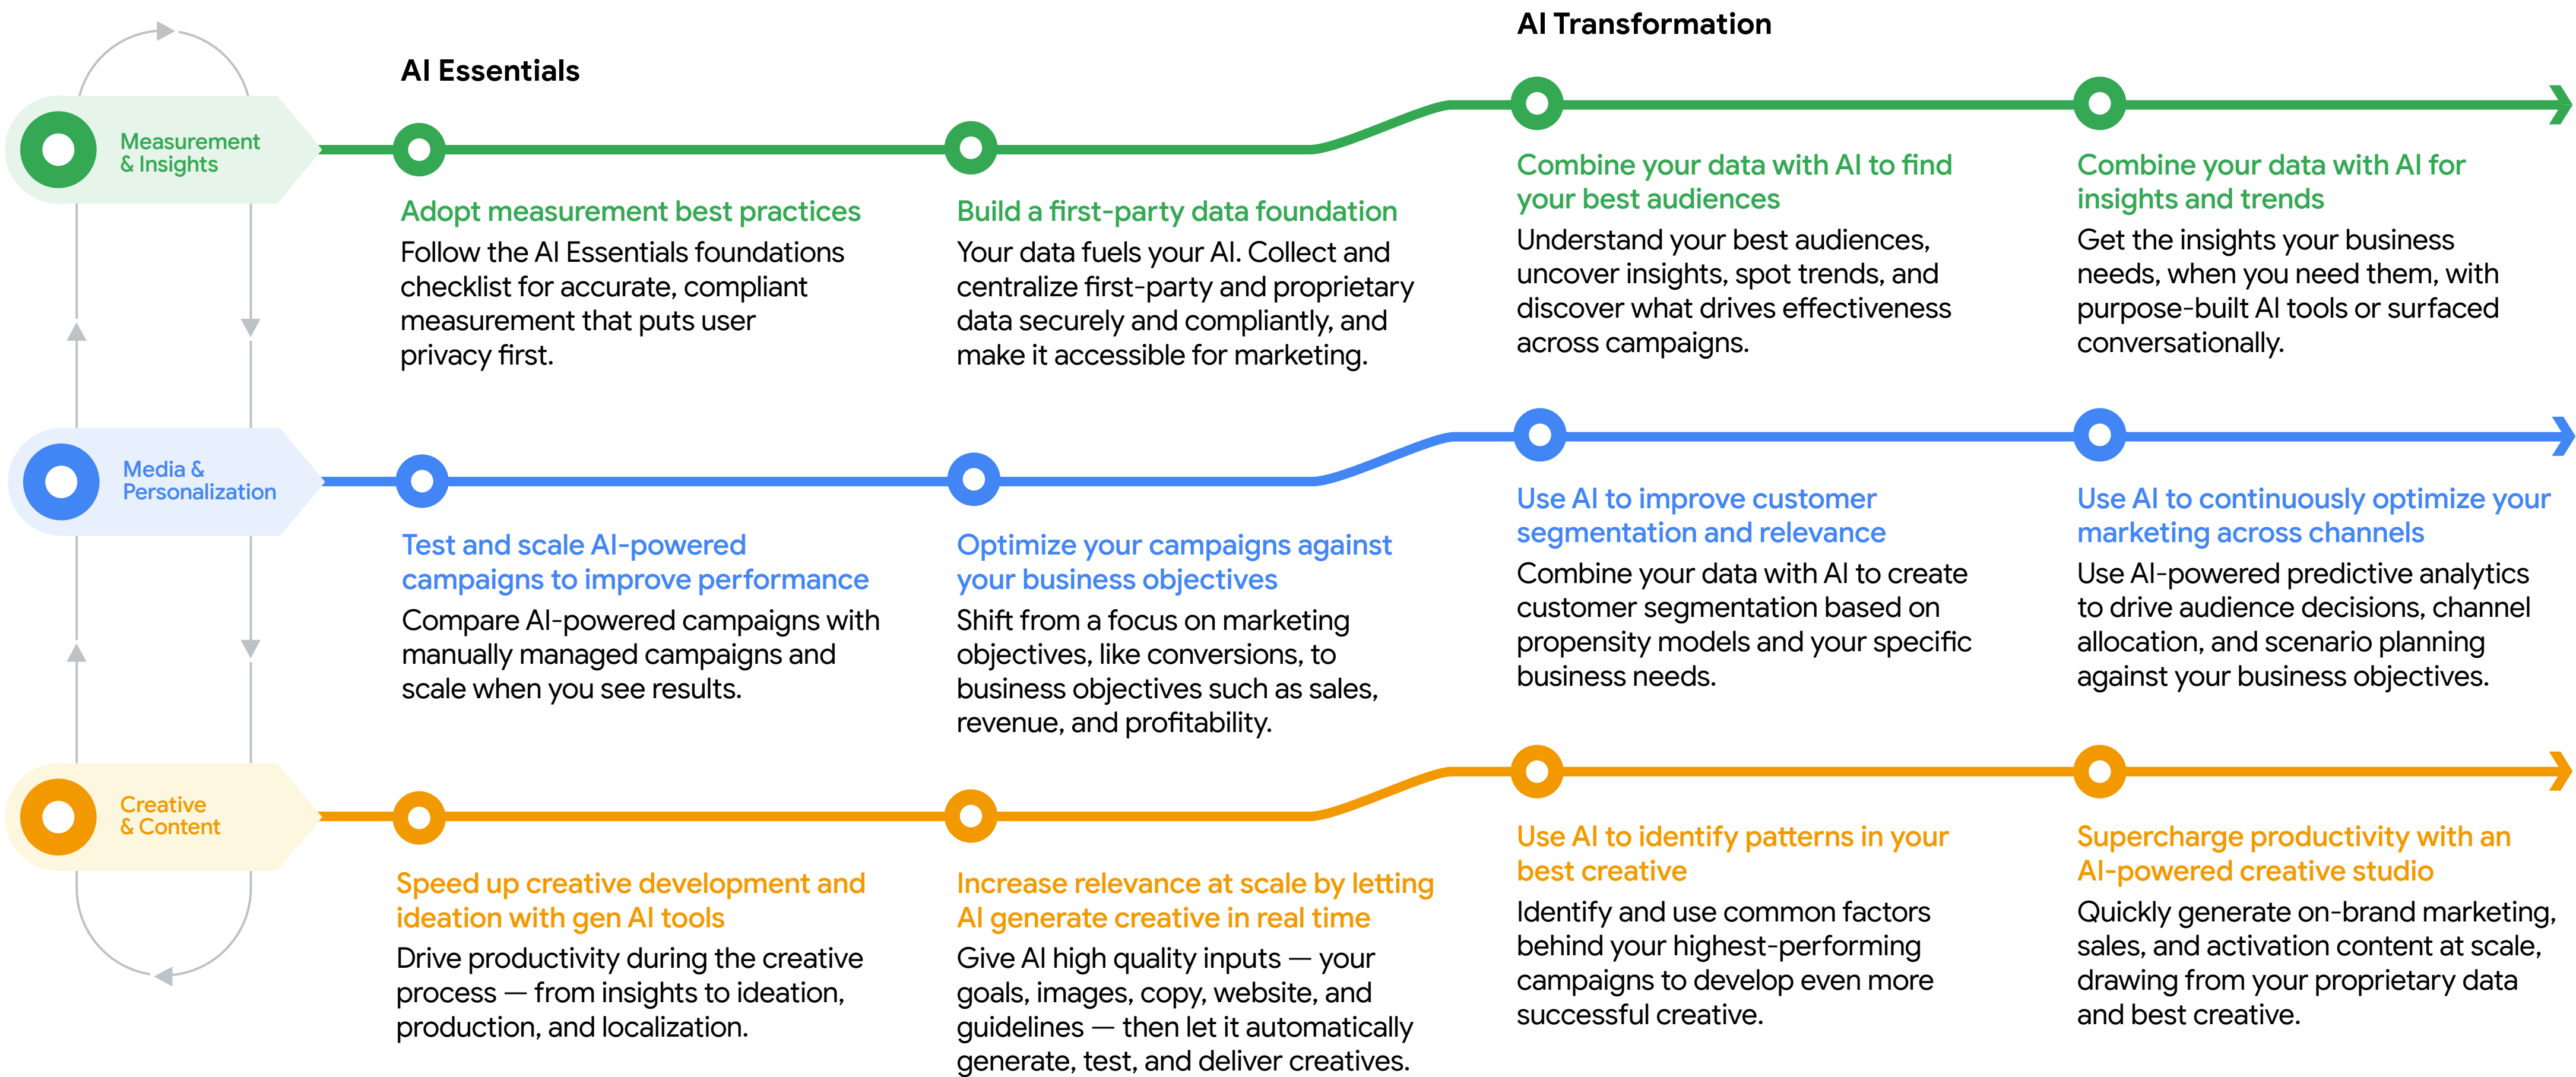 AI Transformation
AI Essentials
Measurement
& Insights
Adopt measurement best practices
Follow the AI Essentials foundations
checklist for accurate, compliant
measurement that puts user
privacy first.
Build a first-party data foundation
Your data fuels your AI. Collect and
centralize first-party and proprietary
data securely and compliantly, and
make it accessible for marketing.
Combine your data with AI to find
your best audiences
Understand your best audiences,
uncover insights, spot trends, and
discover what drives effectiveness
across campaigns.
Combine your data with AI for
insights and trends
Get the insights your business
needs, when you need them, with
purpose-built AI tools or surfaced
conversationally.
Media &
Personalization
Test and scale AI-powered
campaigns to improve performance
Compare AI-powered campaigns with
manually managed campaigns and
scale when you see results.
Optimize your campaigns against
your business objectives
Shift from a focus on marketing
objectives, like conversions, to
business objectives such as sales,
revenue, and profitability.
Use AI to improve customer
segmentation and relevance
Combine your data with AI to create
customer segmentation based on
propensity models and your specific
business needs.
Use AI to continuously optimize your
marketing across channels
Use AI-powered predictive analytics
to drive audience decisions, channel
allocation, and scenario planning
against your business objectives.
Creative
& Content
Speed up creative development and
ideation with gen AI tools
Drive productivity during the creative
process — from insights to ideation,
production, and localization.
Increase relevance at scale by letting
AI generate creative in real time
Give AI high quality inputs — your
goals, images, copy, website, and
guidelines — then let it automatically
generate, test, and deliver creatives.
Use AI to identify patterns in your
best creative
Identify and use common factors
behind your highest-performing
campaigns to develop even more
successful creative.
Supercharge productivity with an
AI-powered creative studio
Quickly generate on-brand marketing,
sales, and activation content at scale,
drawing from your proprietary data
and best creative.